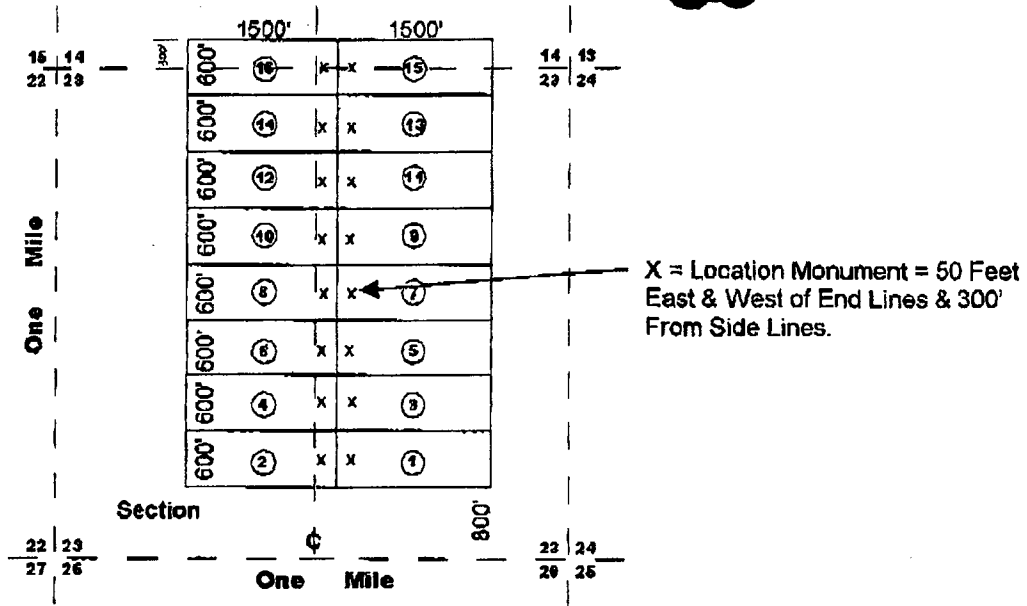 1500' 1500'
300'
15 14
22 23
14 13
23 24
600' 16 x x 15
600' 14 x x 13
600' 12 x x 11
600' 10 x x 9
600' 8 x x 7
600' 6 x x 5
600' 4 x x 3
600' 2 x x 1
One Mile
X = Location Monument = 50 Feet
East & West of End Lines & 300'
From Side Lines.
Section
800'
22 23
27 26
℄
23 24
26 25
One Mile